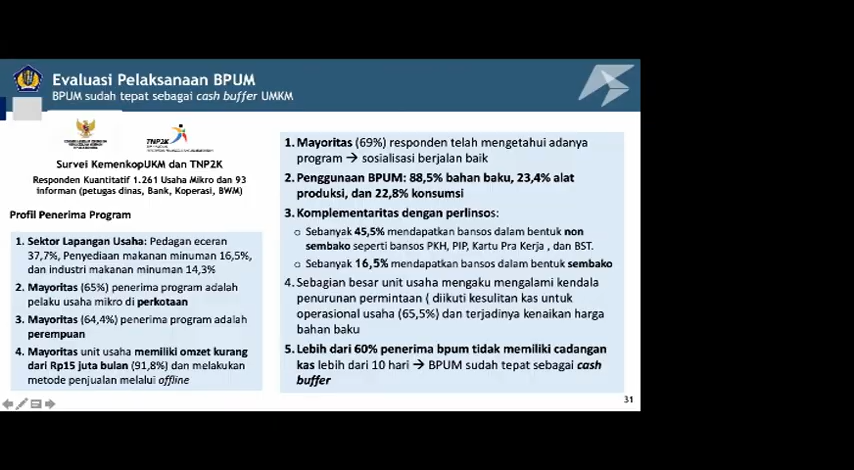 Evaluasi Pelaksanaan BPUM
BPUM sudah tepat sebagai cash buffer UMKM
TNP2K
Survei KemenkopUKM dan TNP2K
Responden Kuantitatif 1.261 Usaha Mikro dan 93
informan (petugas dinas, Bank, Koperasi, BWM)
Profil Penerima Program
1. Sektor Lapangan Usaha: Pedagan eceran
37,7%, Penyediaan makanan minuman 16,5%,
dan industri makanan minuman 14,3%
2. Mayoritas (65%) penerima program adalah
pelaku usaha mikro di perkotaan
3. Mayoritas (64,4%) penerima program adalah
perempuan
4. Mayoritas unit usaha memiliki omzet kurang
dari Rp15 juta bulan (91,8%) dan melakukan
metode penjualan melalui offline
1. Mayoritas (69%) responden telah mengetahui adanya
program → sosialisasi berjalan baik
2. Penggunaan BPUM: 88,5% bahan baku, 23,4% alat
produksi, dan 22,8% konsumsi
3. Komplementaritas dengan perlinsos:
o Sebanyak 45,5% mendapatkan bansos dalam bentuk non
sembako seperti bansos PKH, PIP, Kartu Pra Kerja , dan BST.
o Sebanyak 16,5% mendapatkan bansos dalam bentuk sembako
4. Sebagian besar unit usaha mengaku mengalami kendala
penurunan permintaan ( diikuti kesulitan kas untuk
operasional usaha (65,5%) dan terjadinya kenaikan harga
bahan baku
5. Lebih dari 60% penerima bpum tidak memiliki cadangan
kas lebih dari 10 hari → BPUM sudah tepat sebagai cash
buffer
31